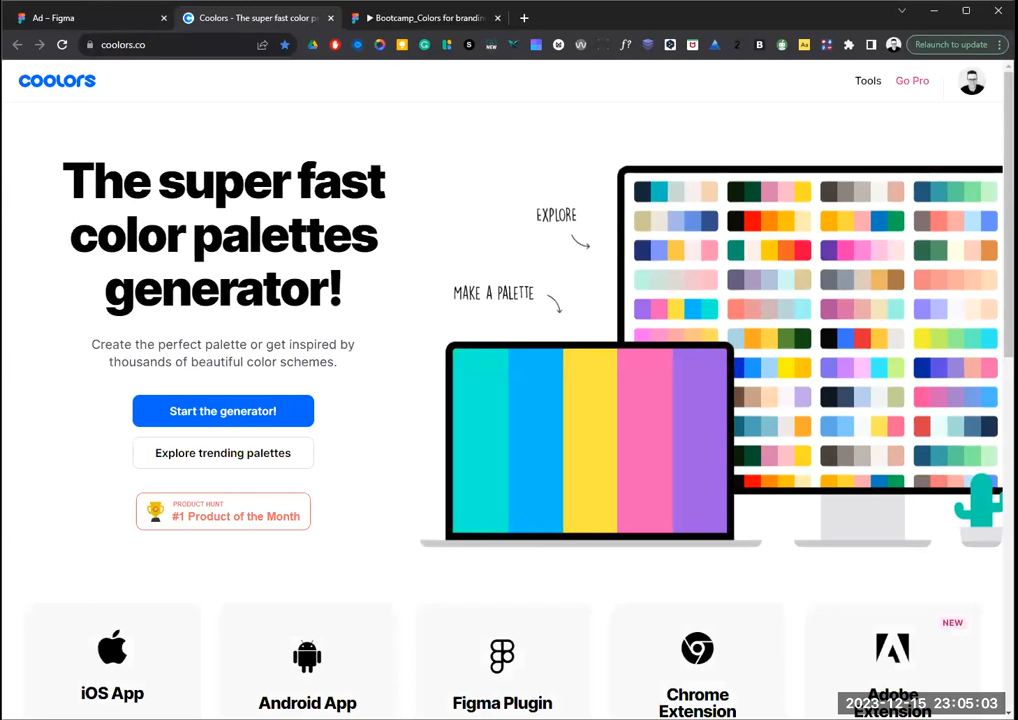 Ad – Figma
Coolors - The super fast color p
Bootcamp_Colors for brandin
coolors.co
Relaunch to update
coolors
Tools
Go Pro
The super fast
color palettes
generator!
Create the perfect palette or get inspired by
thousands of beautiful color schemes.
Start the generator!
Explore trending palettes
PRODUCT HUNT
#1 Product of the Month
EXPLORE
MAKE A PALETTE
iOS App
Android App
Figma Plugin
Chrome
Extension
NEW
Adobe
Extension
2023-12-15 23:05:03